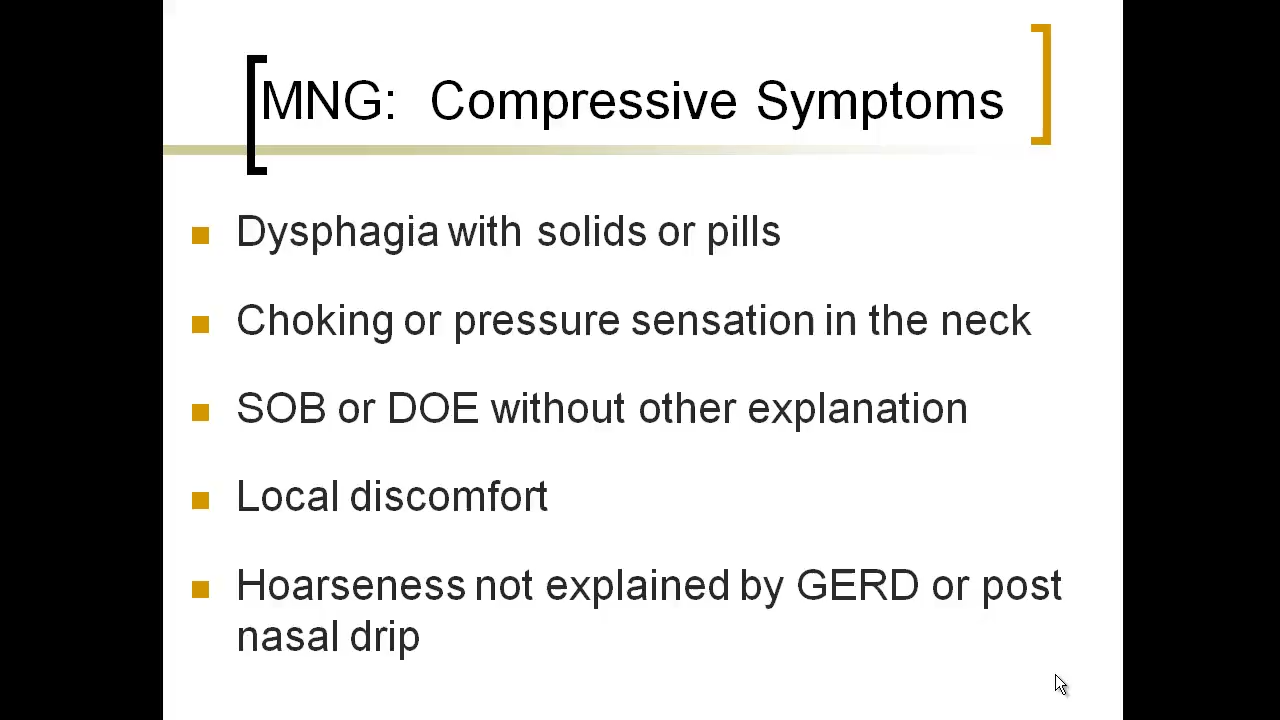 MNG: Compressive Symptoms
Dysphagia with solids or pills
Choking or pressure sensation in the neck
SOB or DOE without other explanation
Local discomfort
Hoarseness not explained by GERD or post
nasal drip